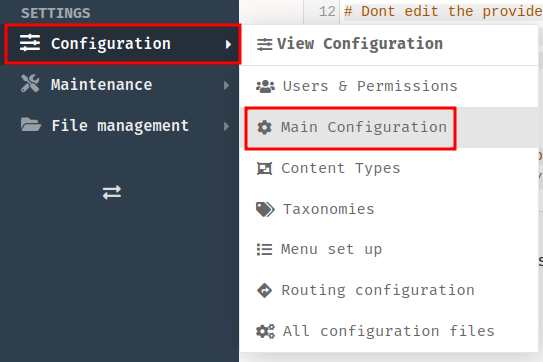 SETTINGS
Configuration
Maintenance
File management
View Configuration
Users & Permissions
Main Configuration
Content Types
Taxonomies
Menu set up
Routing configuration
All configuration files
12 # Dont edit the provide